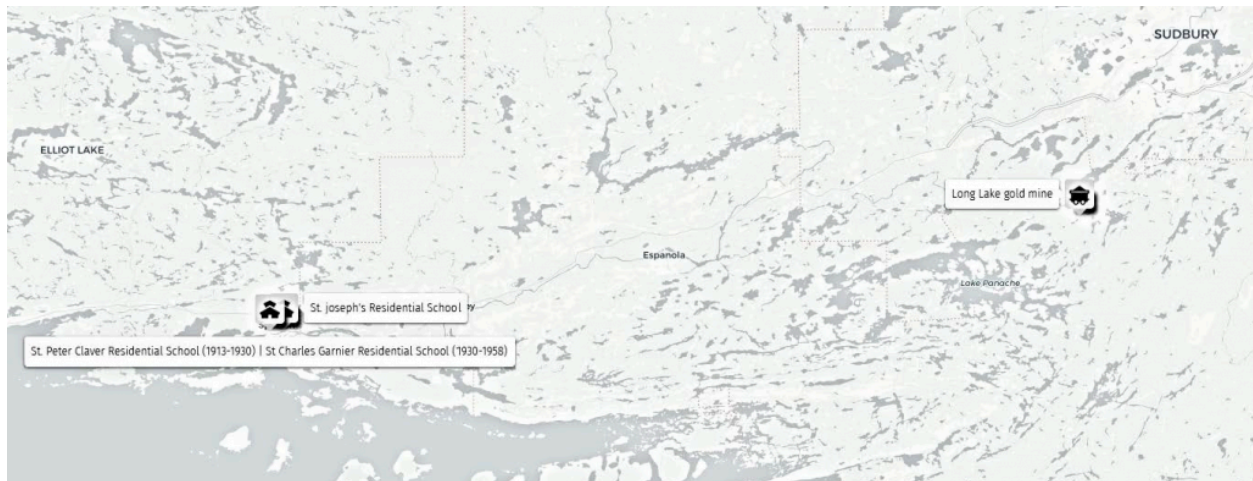 SUDBURY
ELLIOT LAKE
Long Lake gold mine
Espanola
Lake Panache
St. joseph's Residential School
St. Peter Claver Residential School (1913-1930) | St Charles Garnier Residential School (1930-1958)